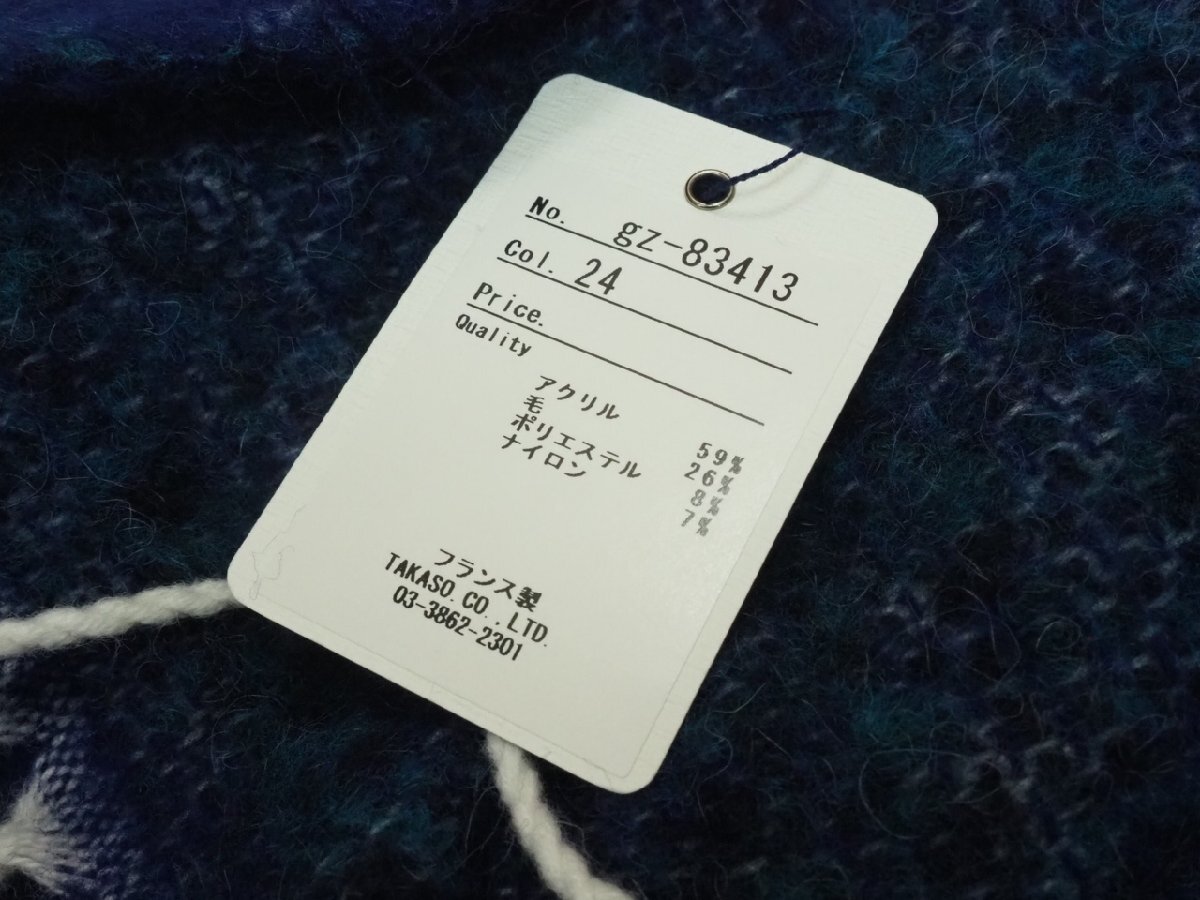 No. gz-83413
Col. 24
Price.
Quality
アクリル 59%
毛 26%
ポリエステル 8%
ナイロン 7%
フランス製
TAKASO.CO.,LTD.
03-3862-2301